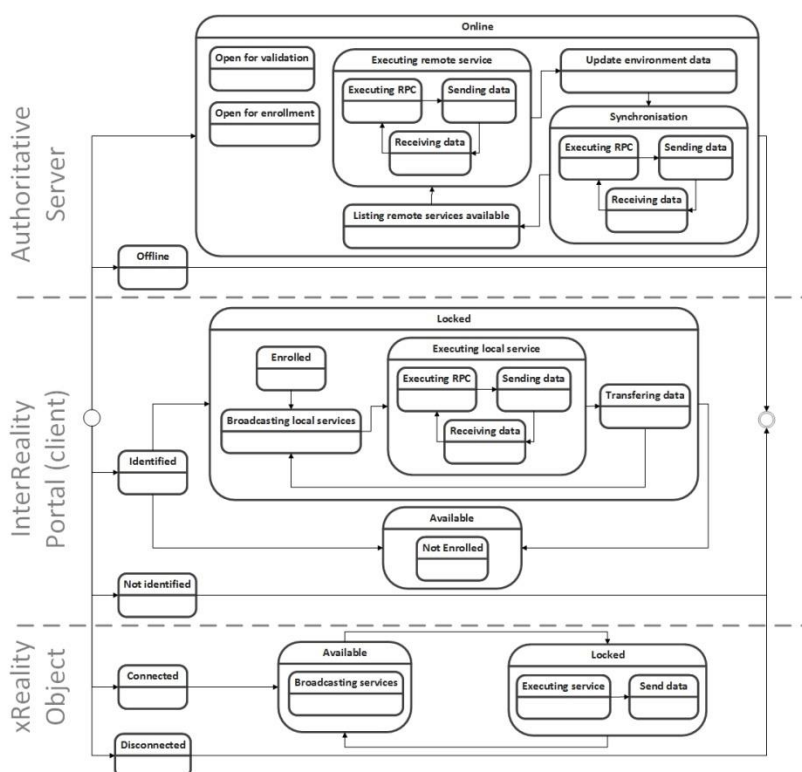 Authoritative
Server
Online
Open for validation
Open for enrollment
Executing remote service
Executing RPC
Sending data
Receiving data
Listing remote services available
Update environment data
Synchronisation
Executing RPC
Sending data
Receiving data
Offline
InterReality
Portal (client)
Locked
Enrolled
Broadcasting local services
Executing local service
Executing RPC
Sending data
Receiving data
Transfering data
Identified
Available
Not Enrolled
Not identified
xReality
Object
Connected
Available
Broadcasting services
Locked
Executing service
Send data
Disconnected